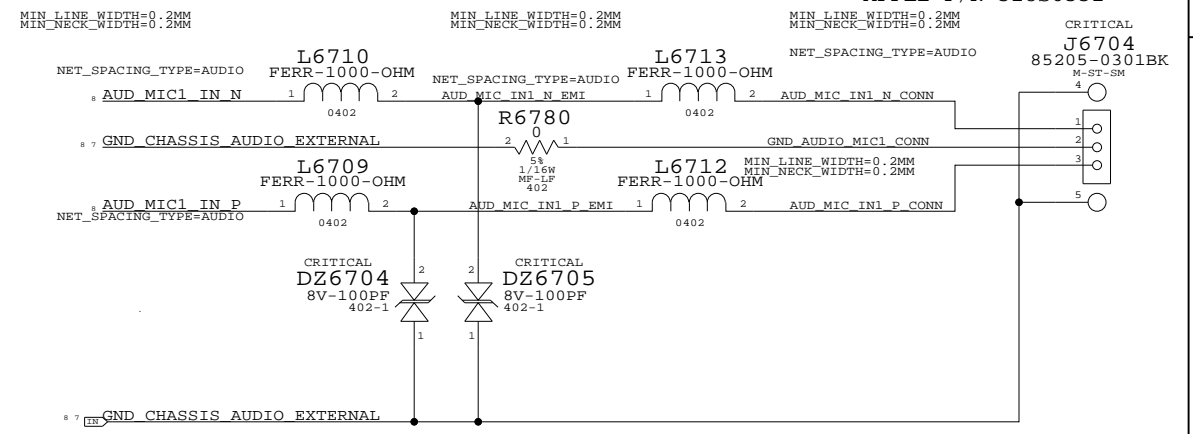 MIN_LINE_WIDTH=0.2MM
MIN_NECK_WIDTH=0.2MM
MIN_LINE_WIDTH=0.2MM
MIN_NECK_WIDTH=0.2MM
MIN_LINE_WIDTH=0.2MM
MIN_NECK_WIDTH=0.2MM
CRITICAL
J6704
85205-0301BK
M-ST-SM
NET_SPACING_TYPE=AUDIO
L6710
FERR-1000-OHM
NET_SPACING_TYPE=AUDIO
L6713
FERR-1000-OHM
NET_SPACING_TYPE=AUDIO
4
8 AUD_MIC1_IN_N
1 2
0402
AUD_MIC_IN1_N_EMI
1 2
0402
AUD_MIC_IN1_N_CONN
1
8 7 GND_CHASSIS_AUDIO_EXTERNAL
R6780
0
2 1
5%
1/16W
MF-LF
402
GND_AUDIO_MIC1_CONN
2
MIN_LINE_WIDTH=0.2MM
MIN_NECK_WIDTH=0.2MM
3
L6709
FERR-1000-OHM
L6712
FERR-1000-OHM
8 AUD_MIC1_IN_P
NET_SPACING_TYPE=AUDIO
1 2
0402
AUD_MIC_IN1_P_EMI
1 2
0402
AUD_MIC_IN1_P_CONN
5
CRITICAL
DZ6704
8V-100PF
402-1
2
1
CRITICAL
DZ6705
8V-100PF
402-1
2
1
8 7 IN GND_CHASSIS_AUDIO_EXTERNAL